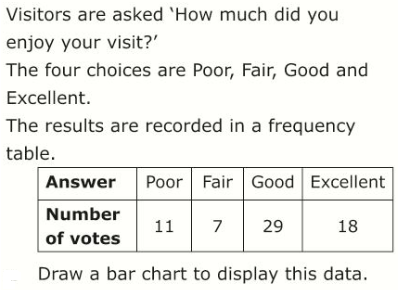 Visitors are asked ‘How much did you
enjoy your visit?’
The four choices are Poor, Fair, Good and
Excellent.
The results are recorded in a frequency
table.
Answer Poor Fair Good Excellent
Number
of votes 11 7 29 18
Draw a bar chart to display this data.